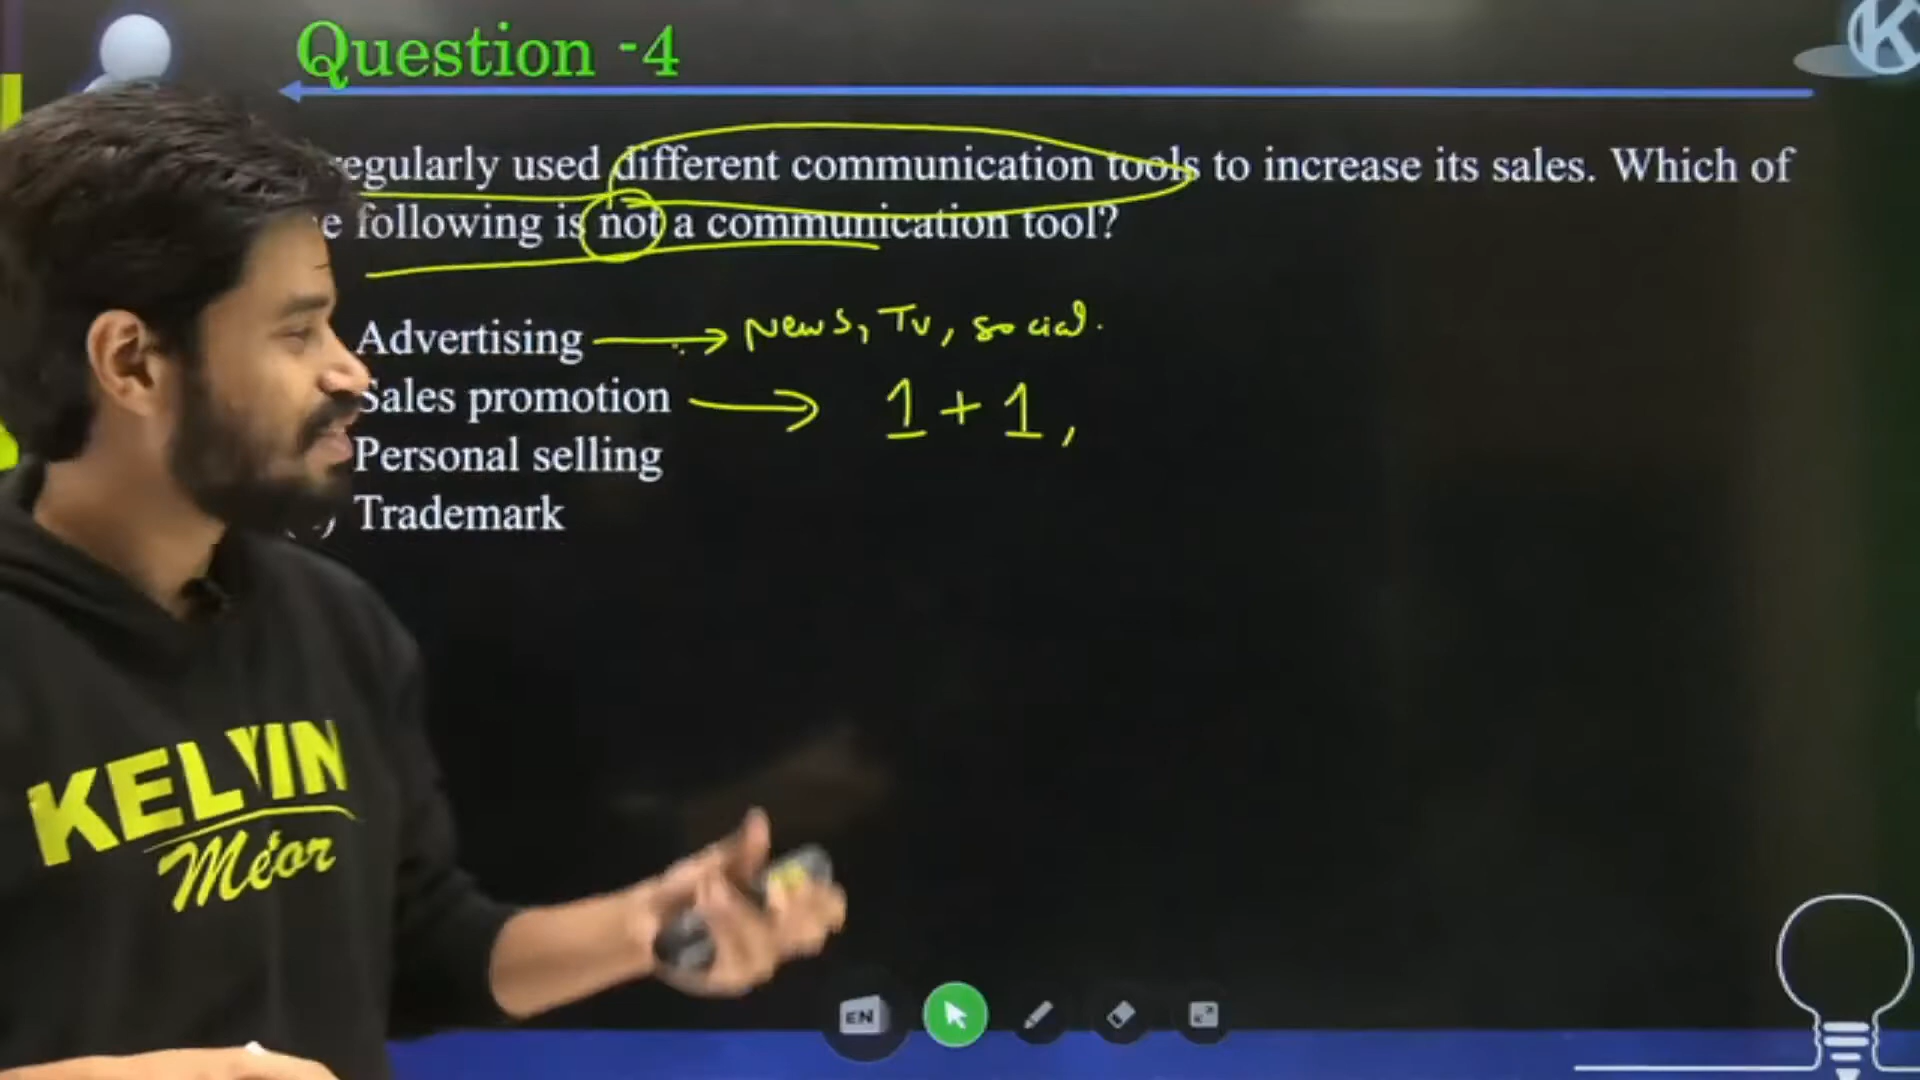 Question -4
regularly used different communication tools to increase its sales. Which of
following is not a communication tool?
Advertising → News, TV, social.
Sales promotion → 1 + 1,
Personal selling
Trademark
KELVIN
EN
K